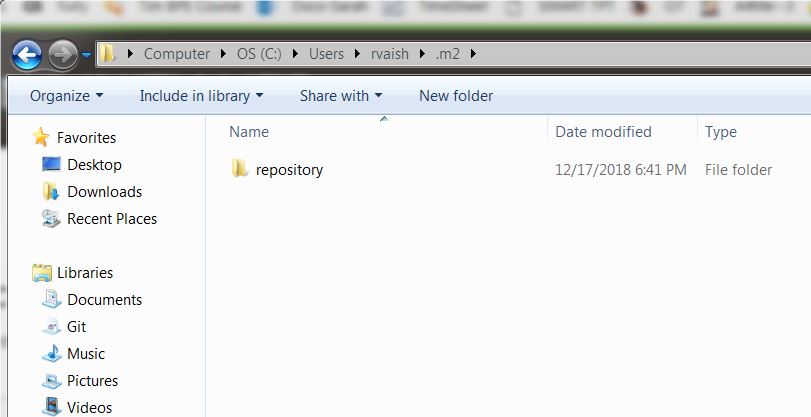 Computer OS (C:) Users rvaish .m2
Organize Include in library Share with New folder
Name Date modified Type
Favorites
Desktop
Downloads
Recent Places
Libraries
Documents
Git
Music
Pictures
Videos
repository 12/17/2018 6:41 PM File folder